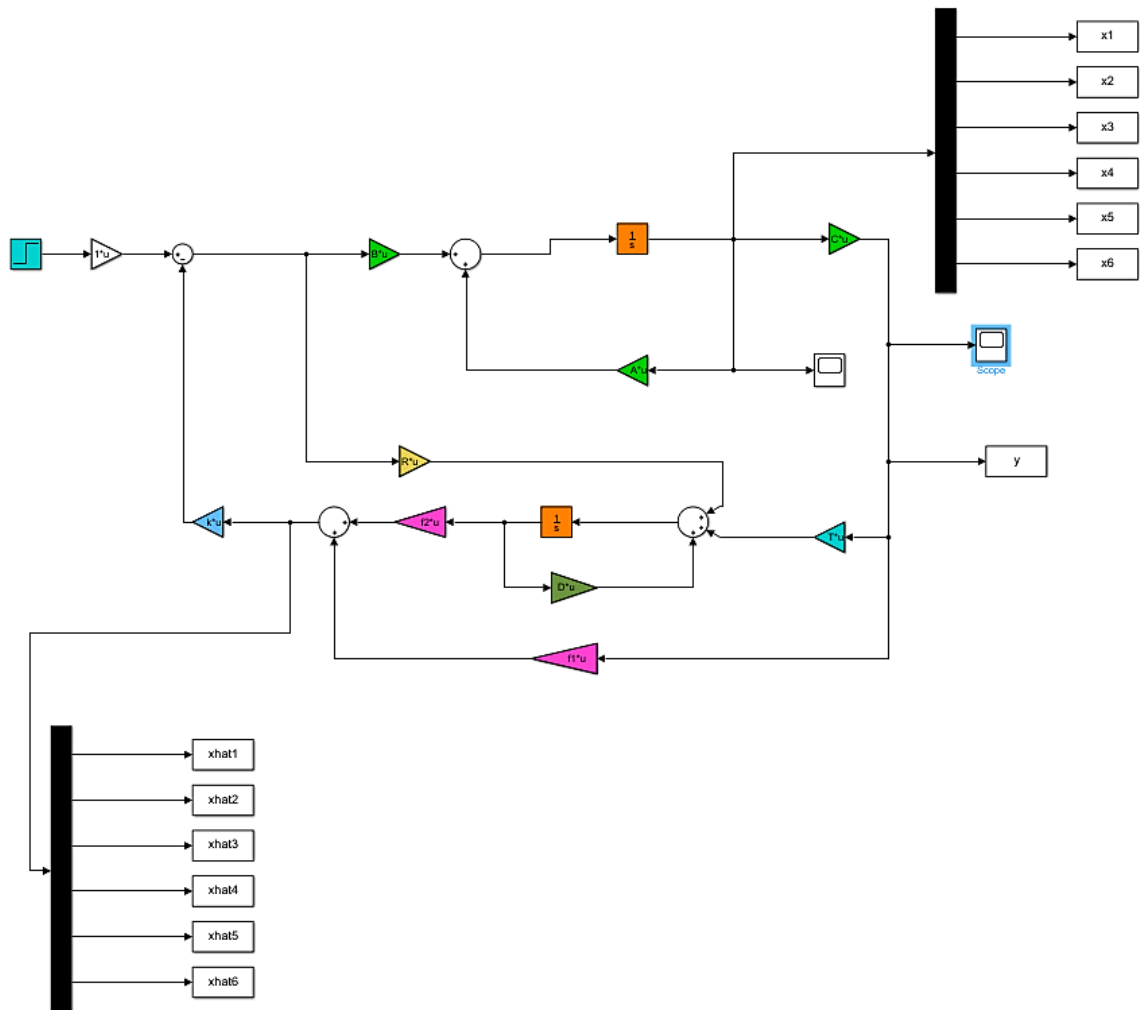 x1
x2
x3
x4
x5
x6
1*u
B*u
1
s
C*u
A*u
Scope
R*u
y
k*u
f2*u
1
s
T*u
D*u
f1*u
xhat1
xhat2
xhat3
xhat4
xhat5
xhat6